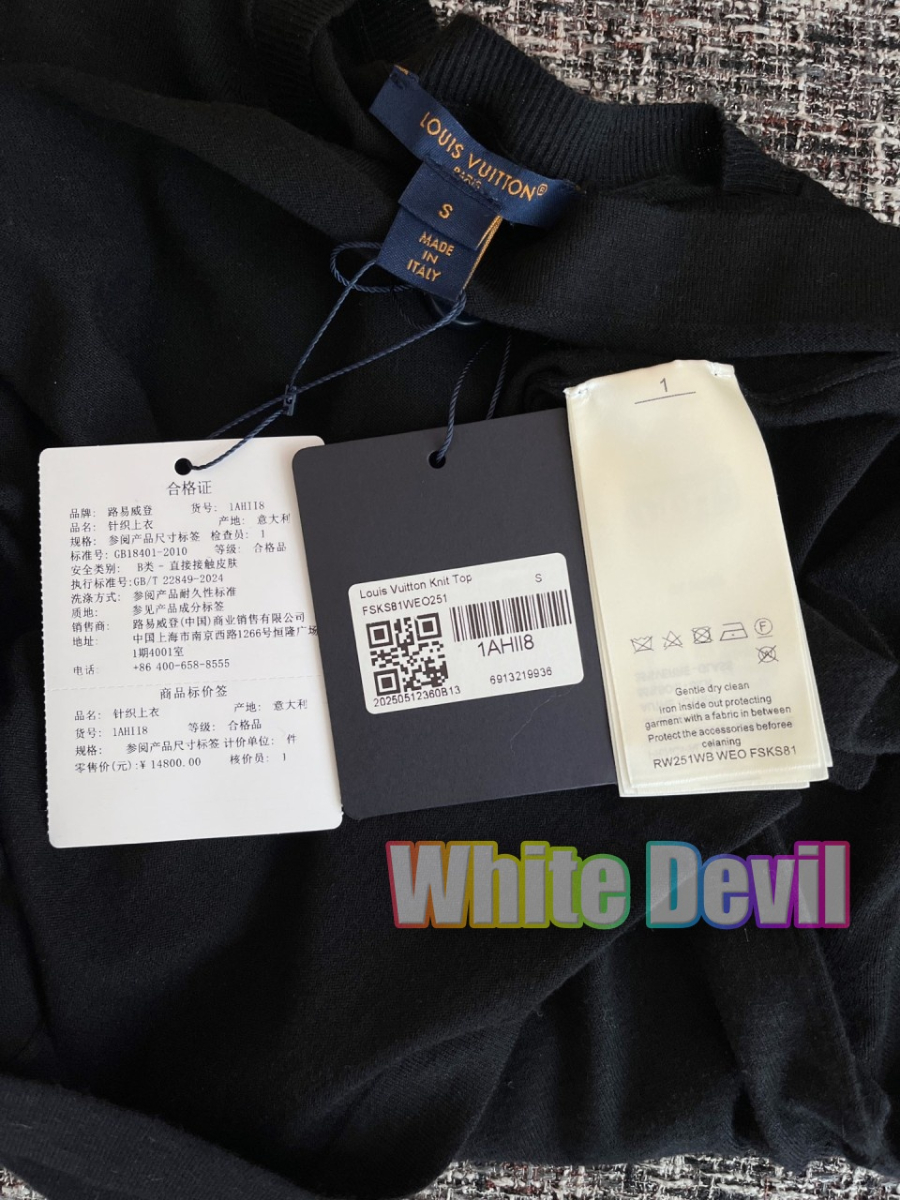 LOUIS VUITTON®
PARIS
S
MADE
IN
ITALY
合格证
品牌: 路易威登 货号: 1AHII8
品名: 针织上衣 产地: 意大利
规格: 参阅产品尺寸标签 检查员: 1
标准号: GB18401-2010 等级: 合格品
安全类别: B类 - 直接接触皮肤
执行标准号:GB/T 22849-2024
洗涤方式: 参阅产品耐久性标准
质地: 参见产品成分标签
销售商: 路易威登(中国)商业销售有限公司
地址: 中国上海市南京西路1266号恒隆广场
1期4001室
电话: +86 400-658-8555
商品标价签
品名: 针织上衣 产地: 意大利
货号: 1AHII8 等级: 合格品
规格: 参阅产品尺寸标签 计价单位: 件
零售价(元):¥ 14800.00 核价员: 1
Louis Vuitton Knit Top S
FSKS81WEO251
1AHII8
20250512360B13 6913219936
1
F
Gentle dry clean
Iron inside out protecting
garment with a fabric in between
Protect the accessories beforee
celaning
RW251WB WEO FSKS81
White Devil